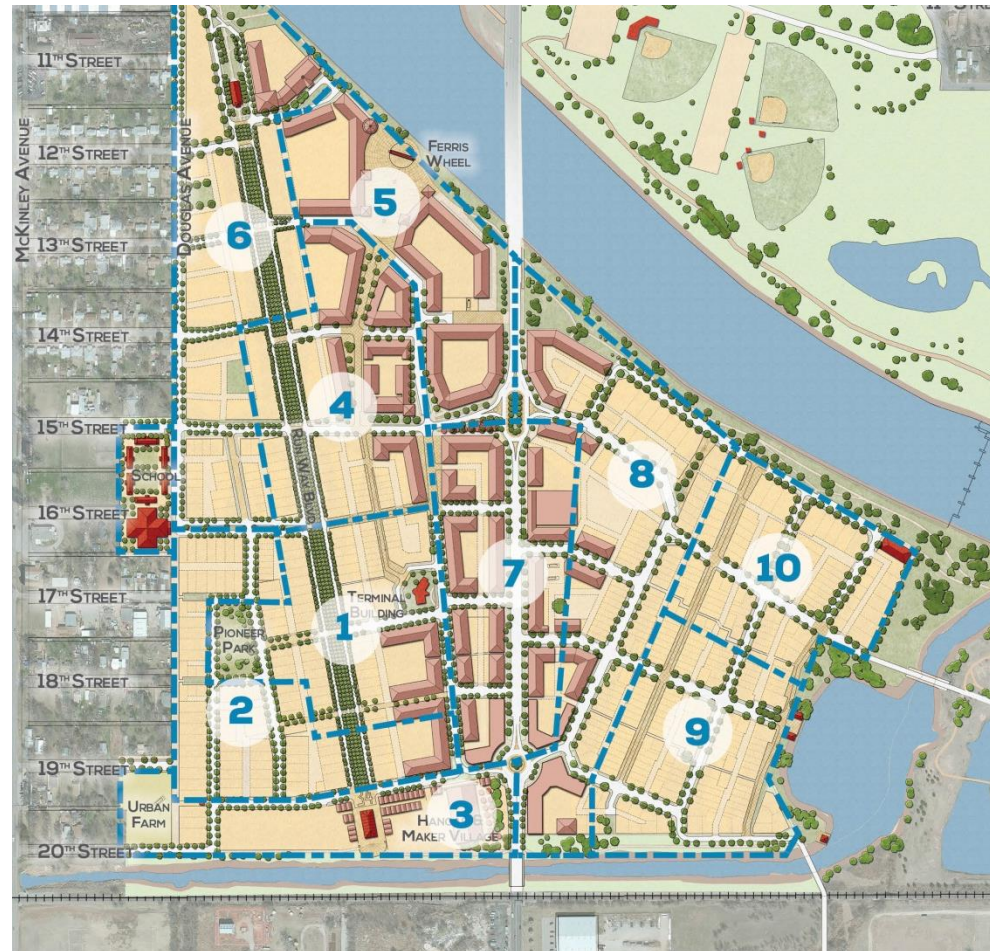 11TH STREET
12TH STREET
13TH STREET
14TH STREET
15TH STREET
16TH STREET
17TH STREET
18TH STREET
19TH STREET
20TH STREET
MCKINLEY AVENUE
DOUGLAS AVENUE
FERRIS
WHEEL
5
6
4
SCHOOL
8
10
7
TERMINAL
BUILDING
1
PIONEER
PARK
2
9
URBAN
FARM
3
MAKER VILLAGE